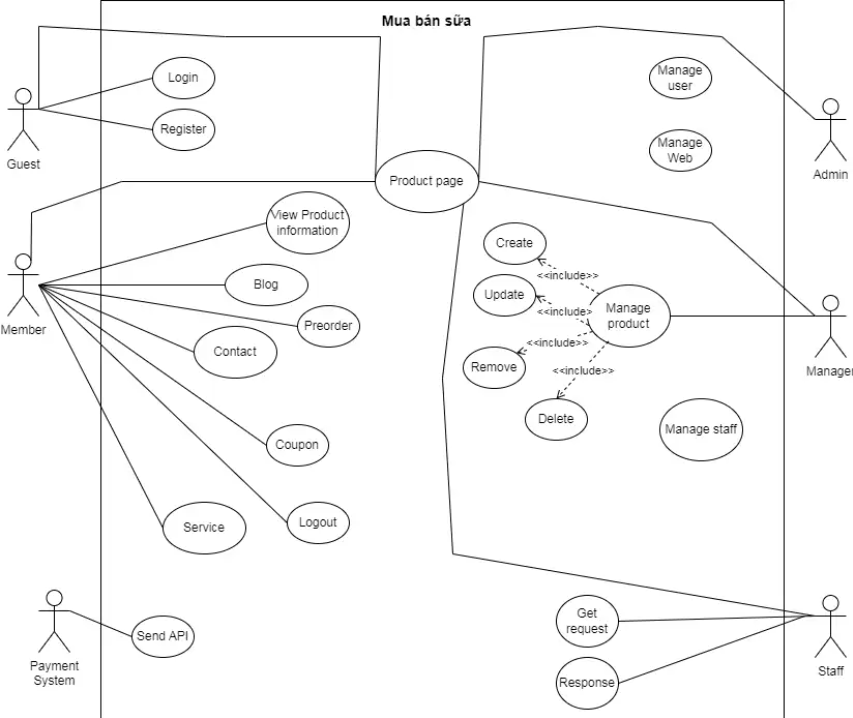 Mua bán sữa
Login
Manage
user
Register
Guest
Manage
Web
Admin
Product page
View Product
information
Create
<<include>>
Blog
Update
Manage
product
<<include>
Preorder
Member
<<include>>
Contact
Remove
<<include>>
Manager
Delete
Manage staff
Coupon
Service
Logout
Get
request
Send API
Payment
System
Staff
Response